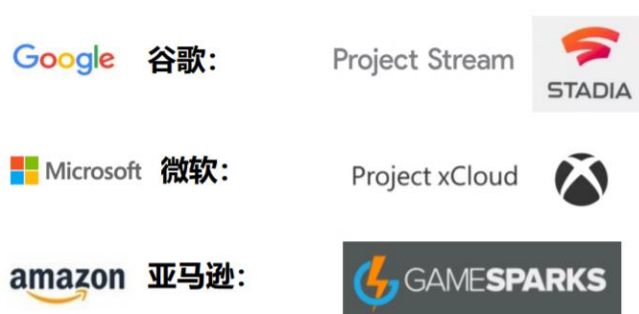 Google 谷歌： Project Stream STADIA
Microsoft 微软： Project xCloud
amazon 亚马逊： GAMESPARKS